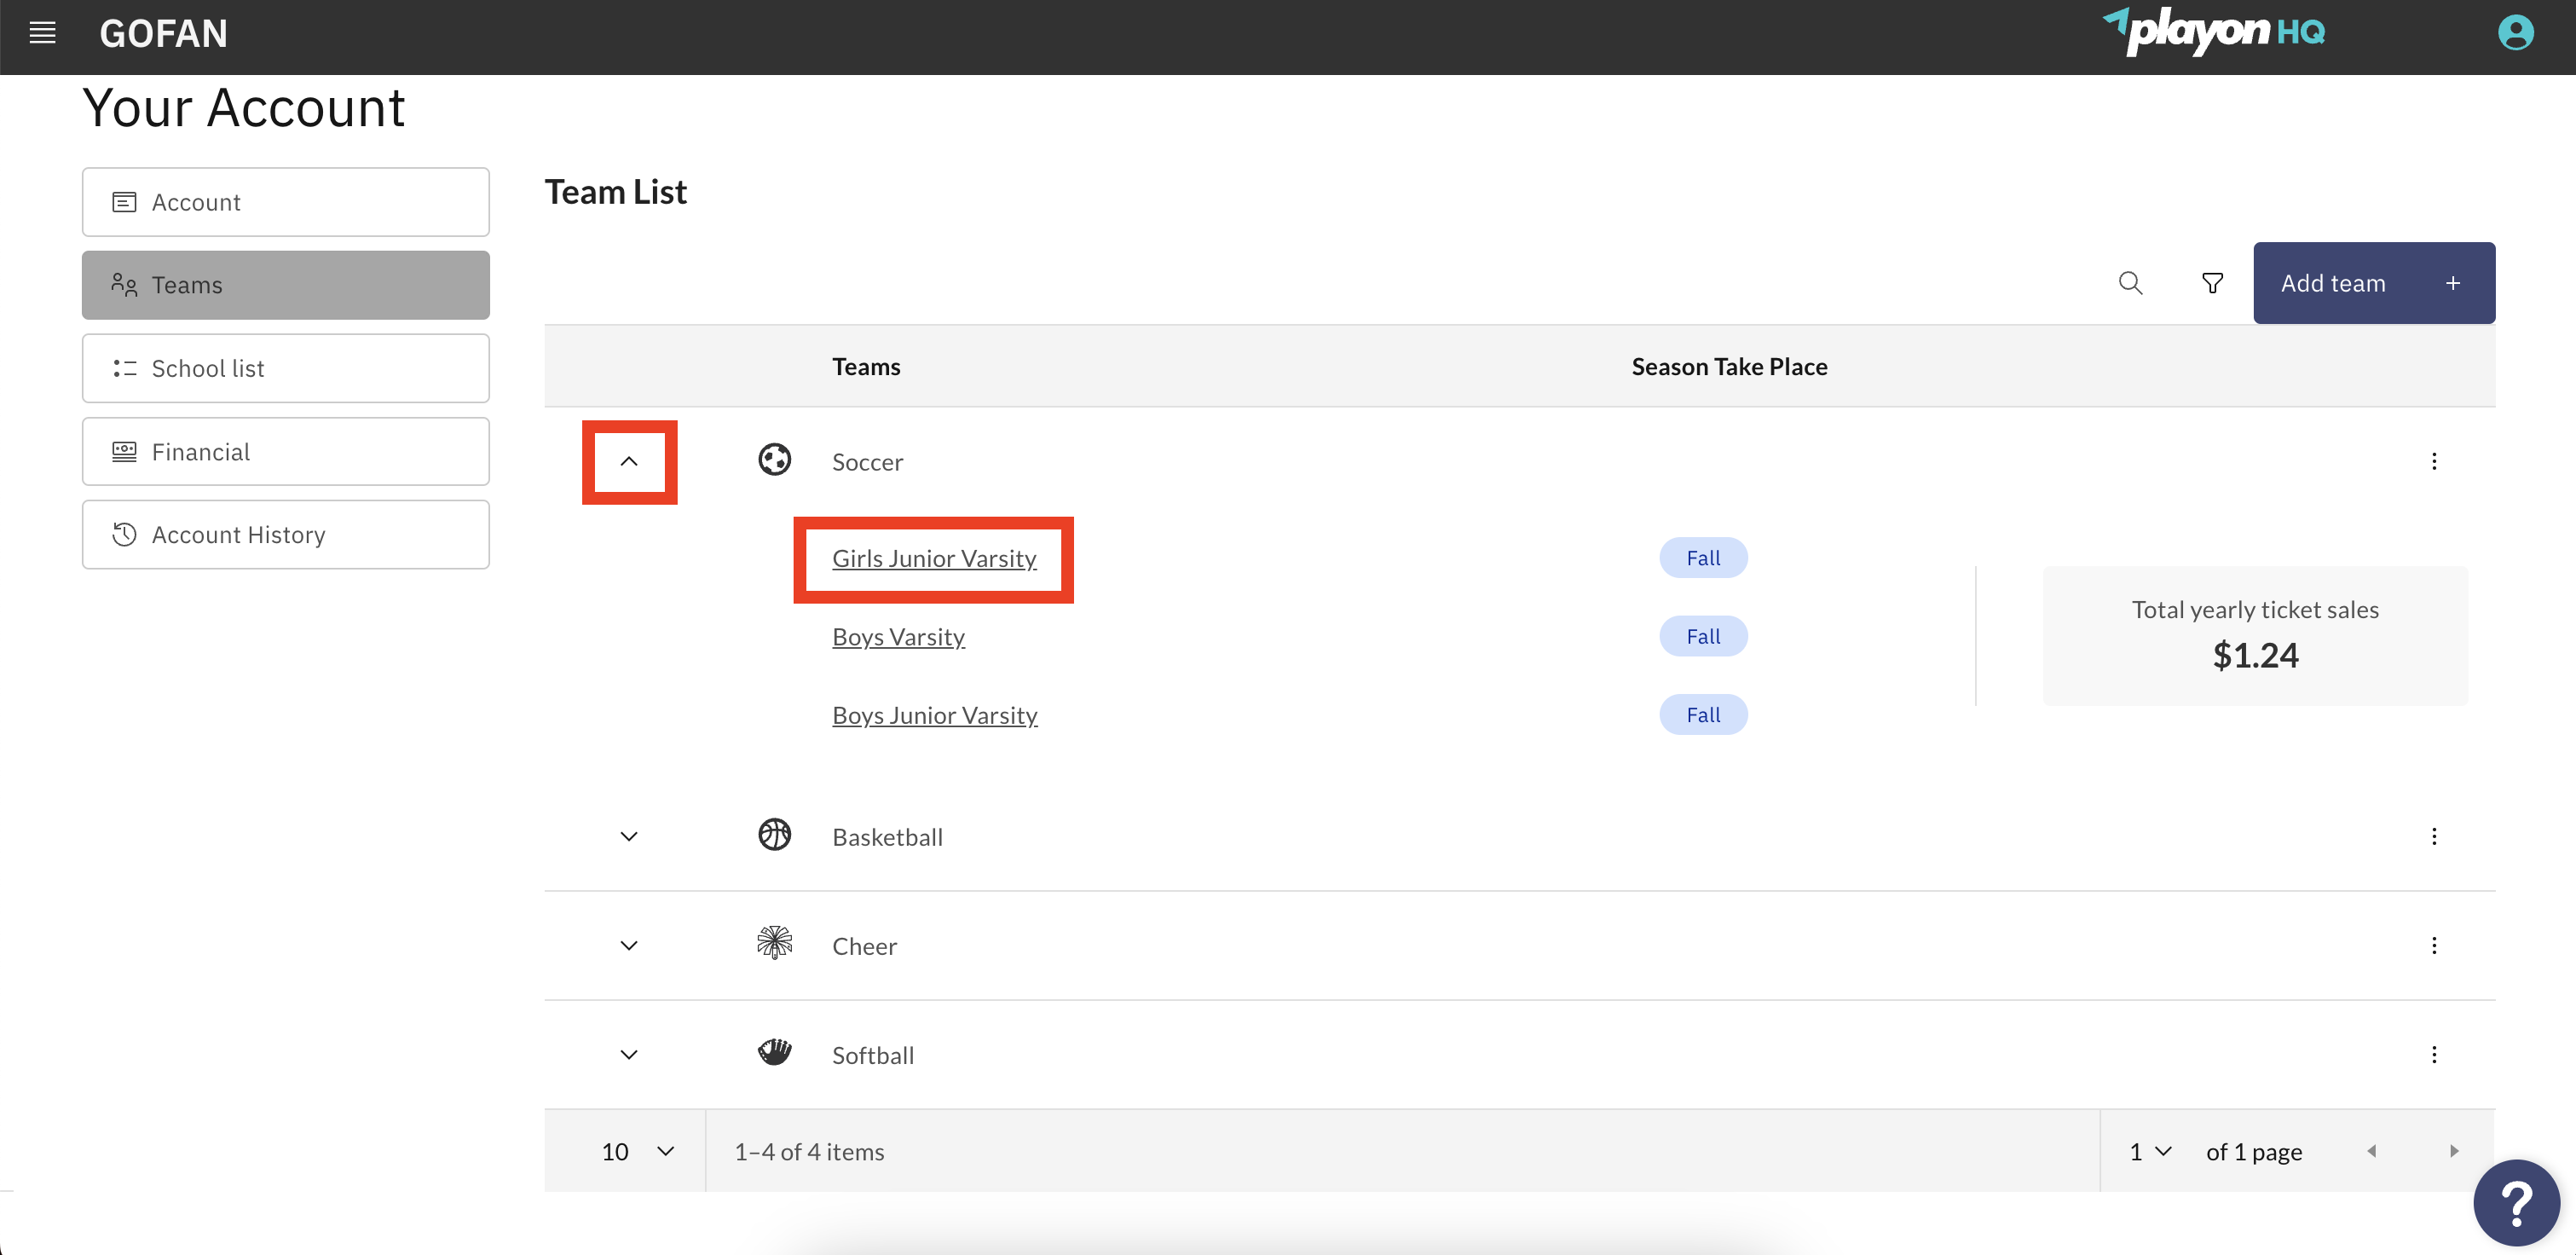 GOFAN
playon HQ
Your Account
Account
Teams
School list
Financial
Account History
Team List
Add team +
Teams Season Take Place
Soccer
Girls Junior Varsity Fall
Boys Varsity Fall
Boys Junior Varsity Fall
Total yearly ticket sales
$1.24
Basketball
Cheer
Softball
10 1–4 of 4 items 1 of 1 page
?